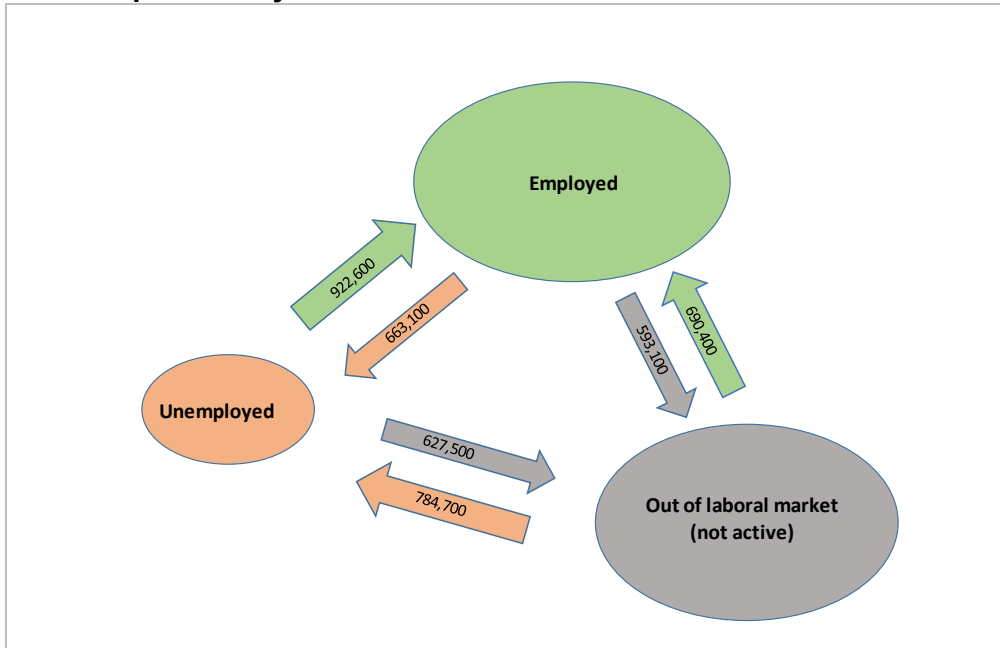 Employed
922,600
663,100
593,100
690,400
Unemployed
627,500
784,700
Out of laboral market
(not active)